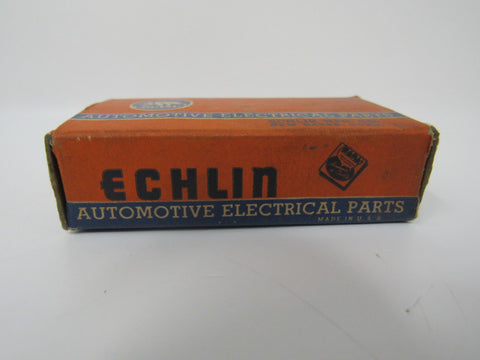 AUTOMOTIVE ELECTRICAL PARTS
ECHLIN
AUTOMOTIVE ELECTRICAL PARTS
MADE IN U.S.A.